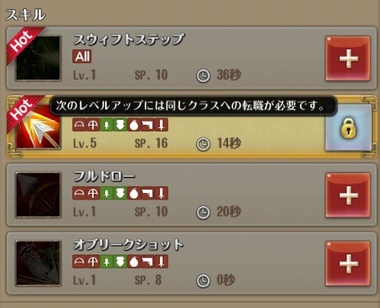 スキル
Hot
スウィフトステップ
All
Lv.1 SP. 10 36秒
Hot
次のレベルアップには同じクラスへの転職が必要です。
Lv.5 SP. 16 14秒
フルドロー
Lv.1 SP. 10 20秒
オブリークショット
Lv.1 SP. 8 0秒